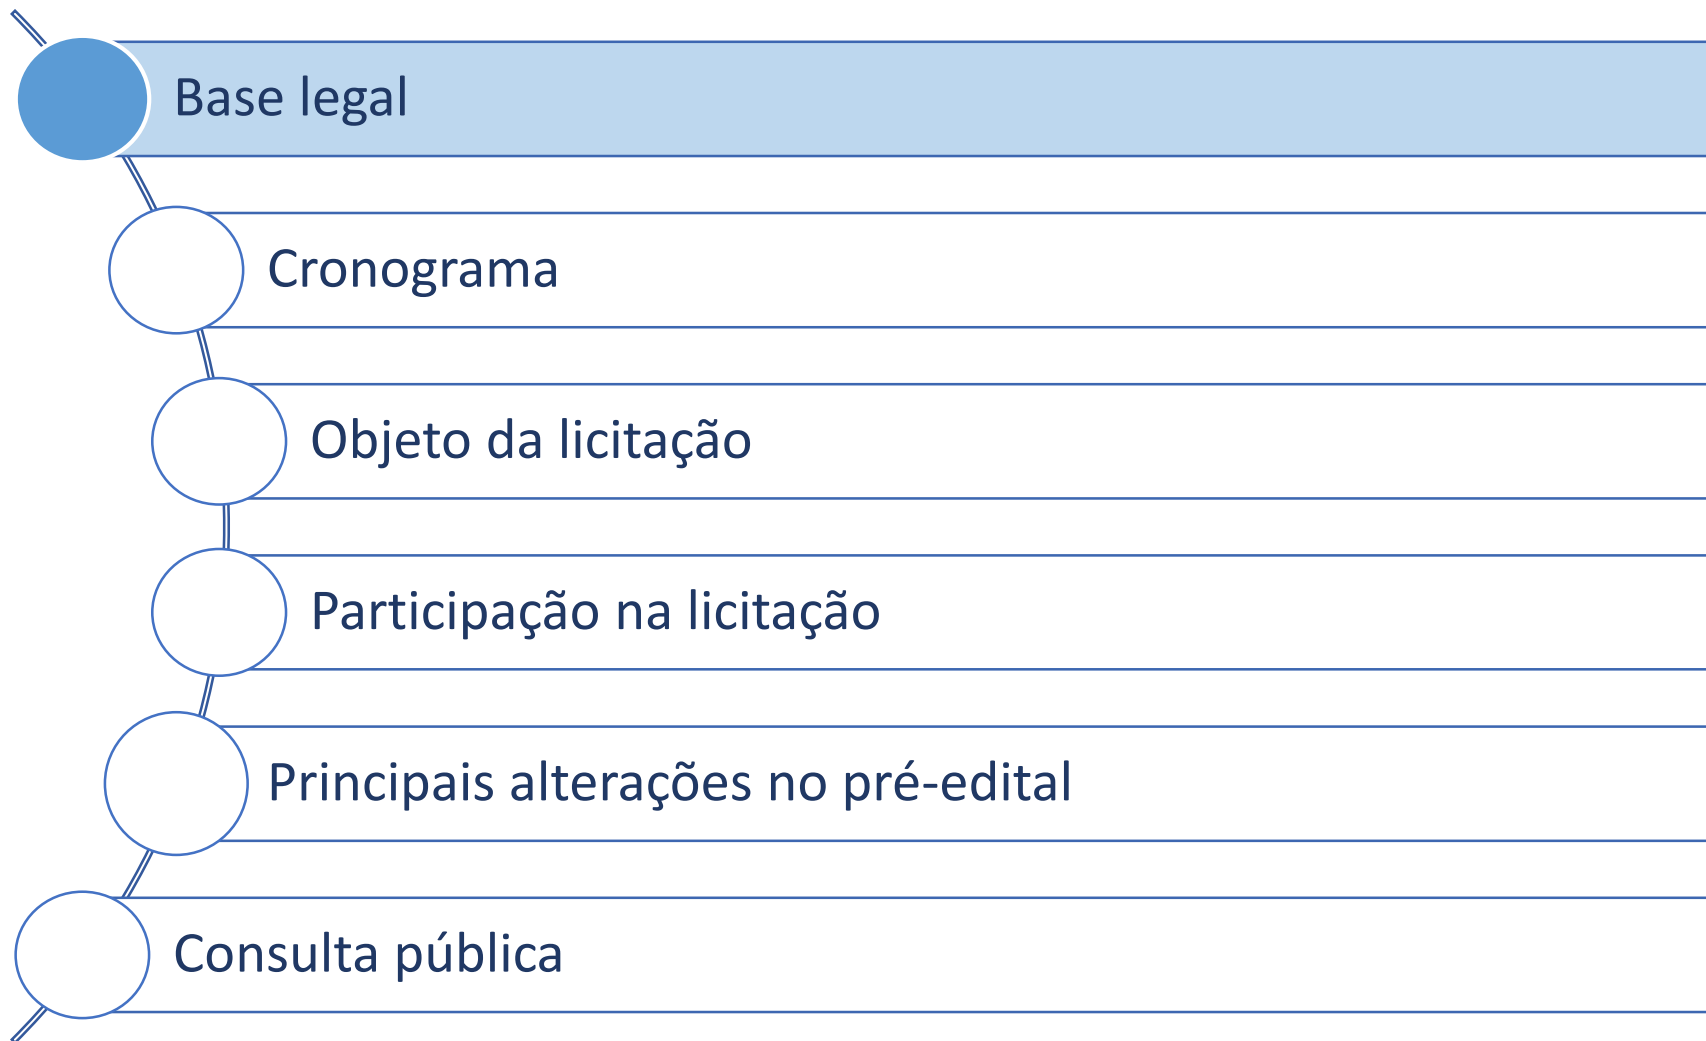 Base legal
Cronograma
Objeto da licitação
Participação na licitação
Principais alterações no pré-edital
Consulta pública